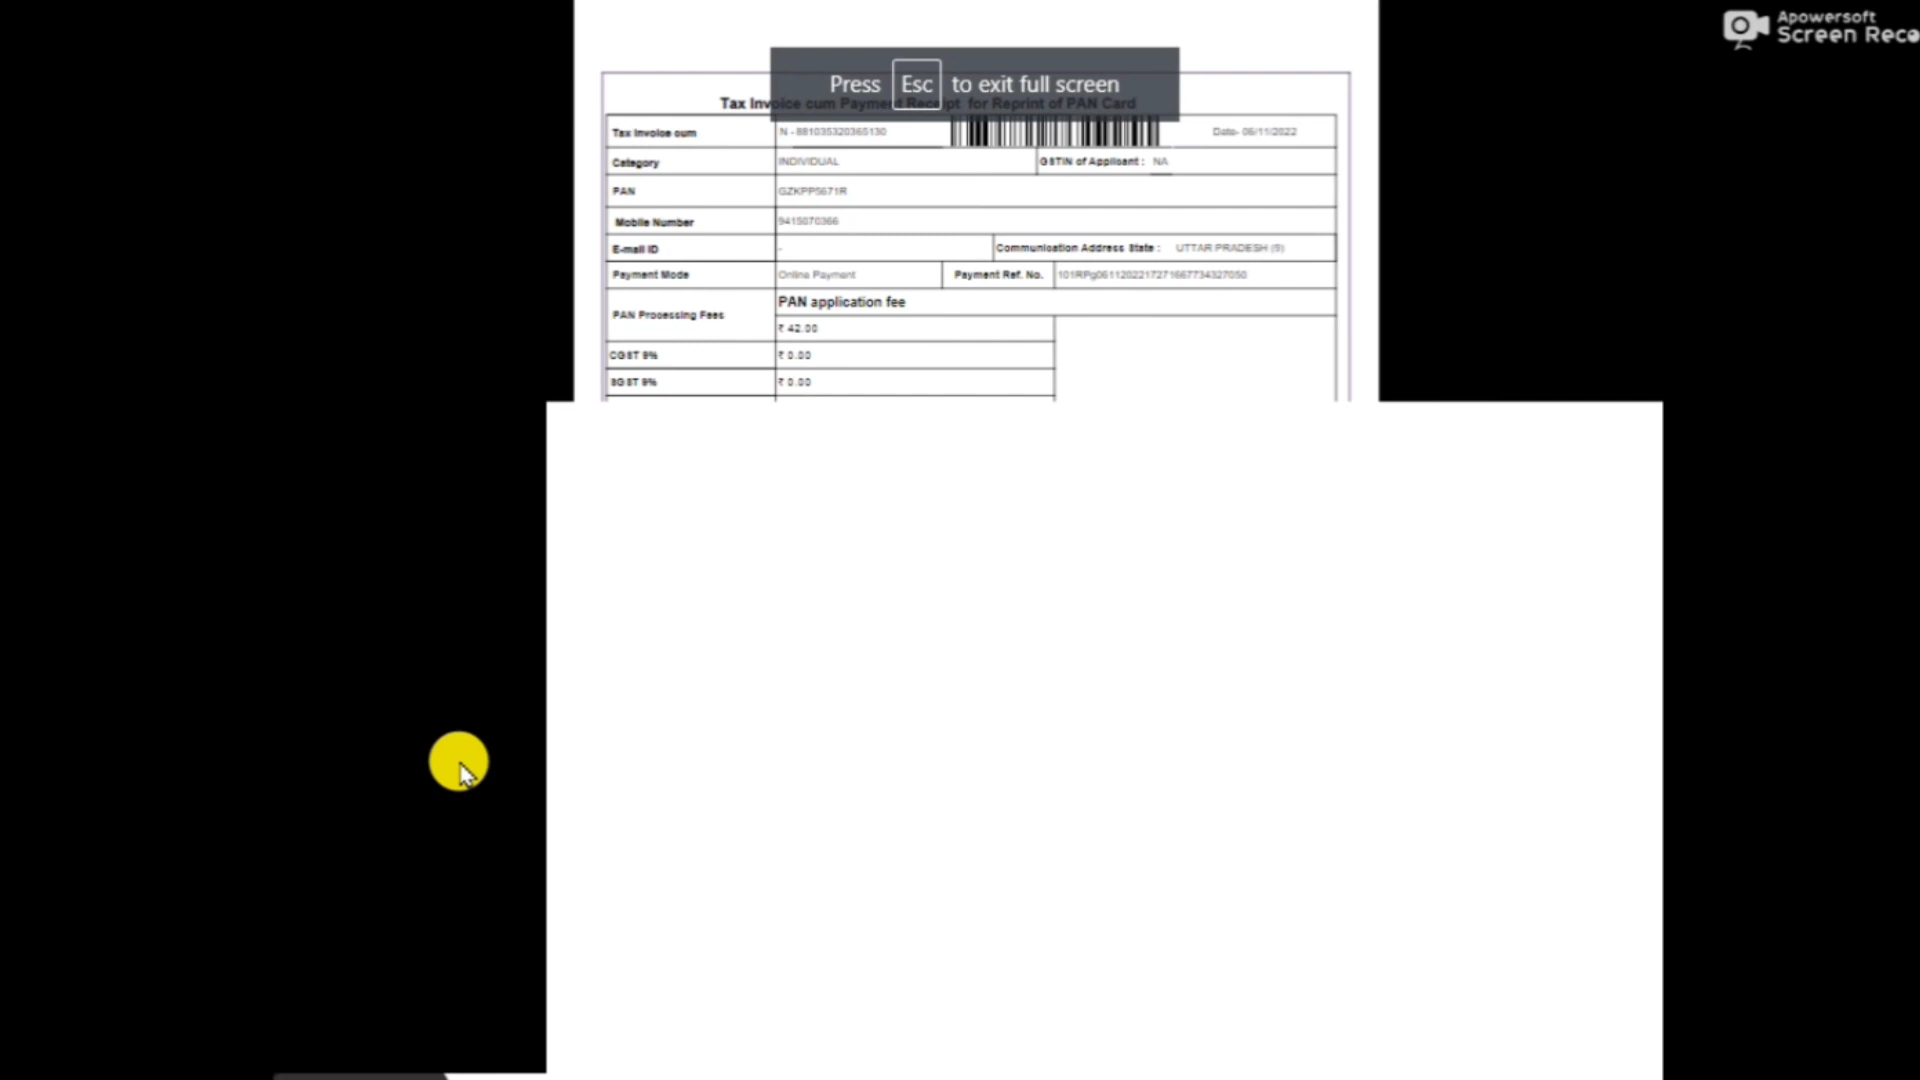 Apowersoft
Screen Reco
Press Esc to exit full screen
Tax Invoice cum Payment Receipt for Reprint of PAN Card
Tax Invoice cum N - 881035320365130 Date- 06/11/2022
Category INDIVIDUAL GSTIN of Applicant : NA
PAN GZKPP5671R
Mobile Number 9415070366
E-mail ID - Communication Address State : UTTAR PRADESH (9)
Payment Mode Online Payment Payment Ref. No. 101RPg0611202217271667734327050
PAN Processing Fees PAN application fee
₹ 42.00
CGST 9% ₹ 0.00
SGST 9% ₹ 0.00